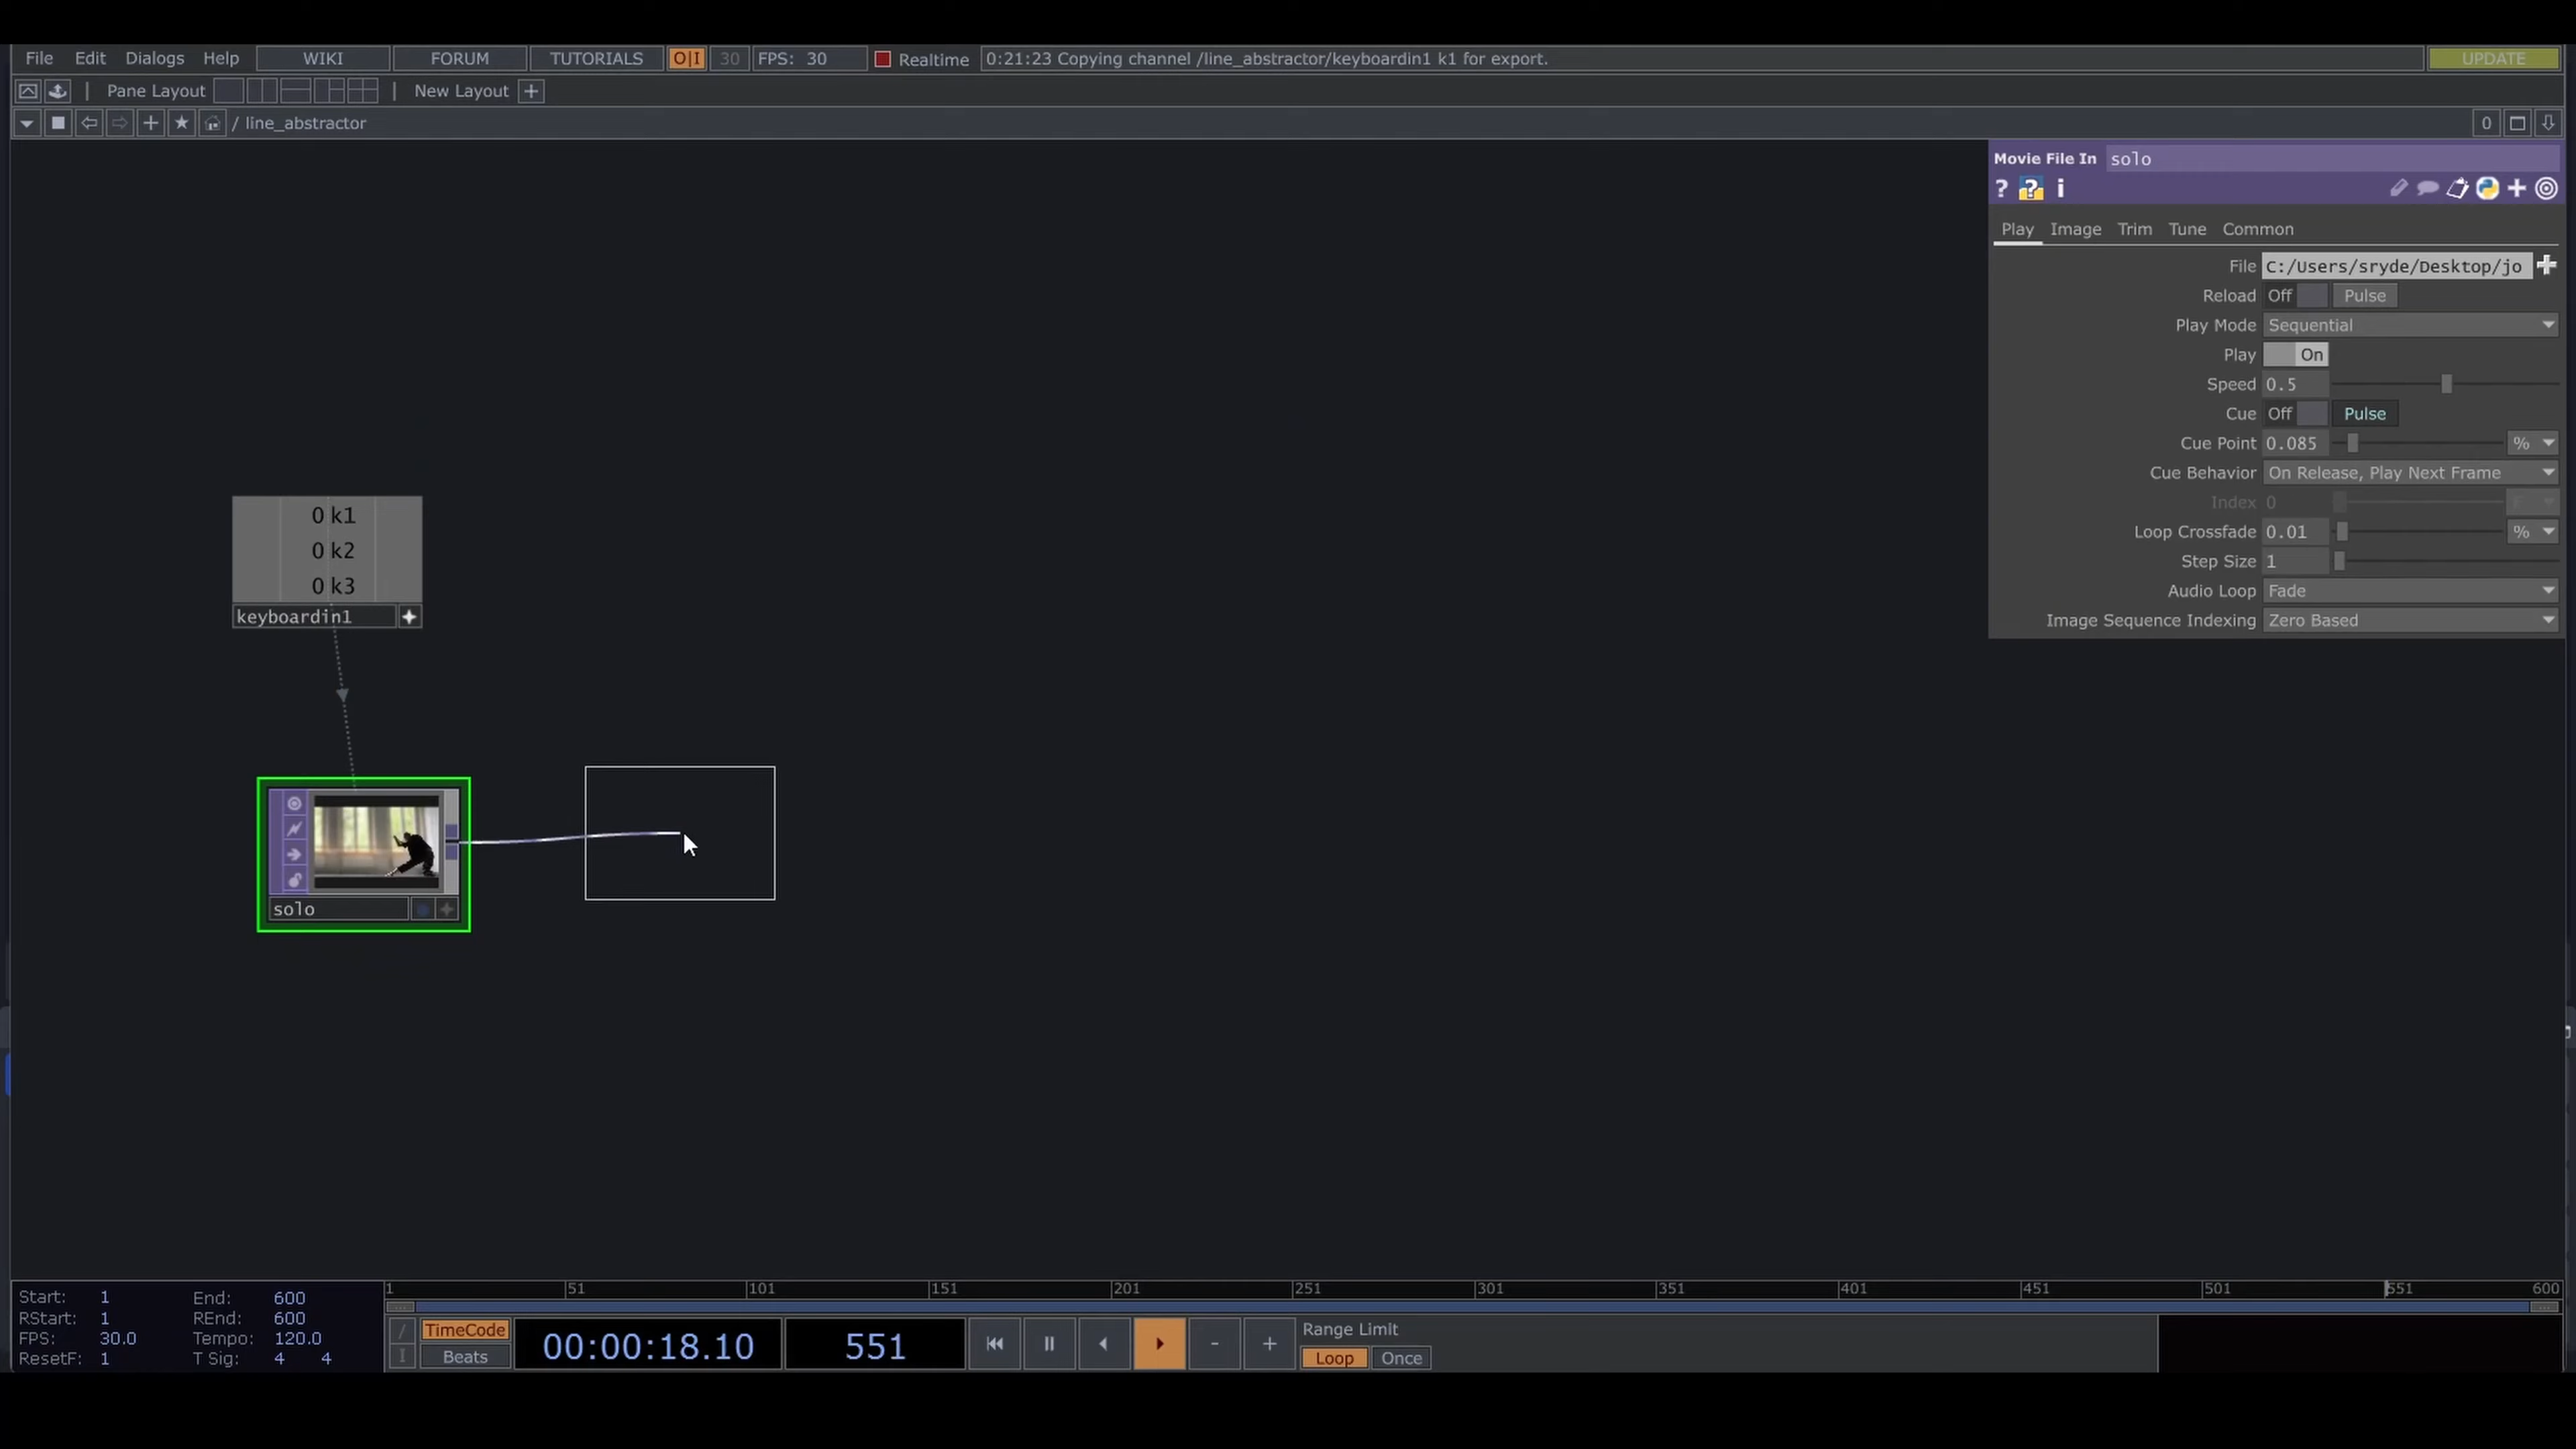 File Edit Dialogs Help WIKI FORUM TUTORIALS O|I 30 FPS: 30 Realtime 0:21:23 Copying channel /line_abstractor/keyboardin1 k1 for export. UPDATE
Pane Layout New Layout +
/ line_abstractor 0
Movie File In solo
? ? i
Play Image Trim Tune Common
File C:/Users/sryde/Desktop/jo
Reload Off Pulse
Play Mode Sequential
Play On
Speed 0.5
Cue Off Pulse
Cue Point 0.085 %
Cue Behavior On Release, Play Next Frame
Index 0
Loop Crossfade 0.01 %
Step Size 1
Audio Loop Fade
Image Sequence Indexing Zero Based
0 k1
0 k2
0 k3
keyboardin1
solo
1 51 101 151 201 251 301 351 401 451 501 551 600
Start: 1 End: 600
RStart: 1 REnd: 600
FPS: 30.0 Tempo: 120.0
ResetF: 1 T Sig: 4 4
/
I
TimeCode
Beats
00:00:18.10 551 - +
Range Limit
Loop Once